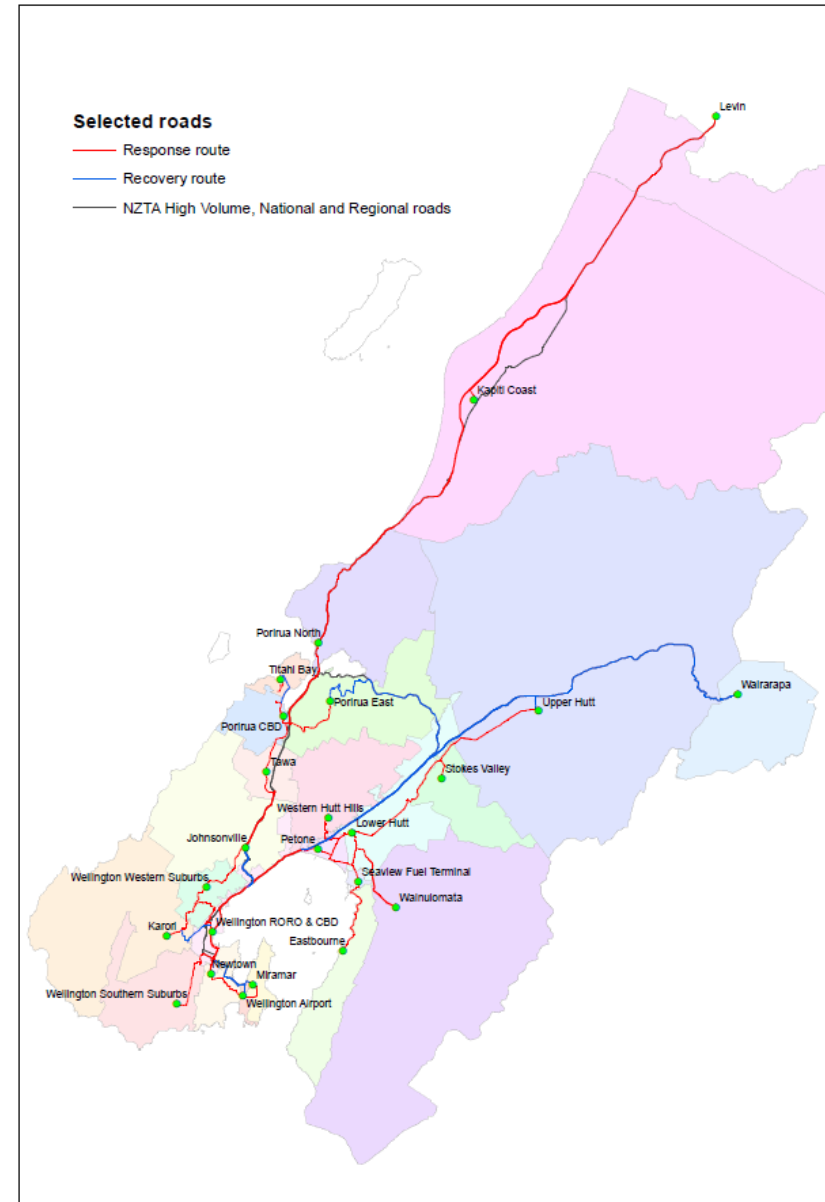 Levin
Selected roads
Response route
Recovery route
NZTA High Volume, National and Regional roads
Kapiti Coast
Porirua North
Titahi Bay
Wairarapa
Porirua East
Upper Hutt
Porirua CBD
Tawa
Stokes Valley
Western Hutt Hills
Lower Hutt
Johnsonville
Petone
Seaview Fuel Terminal
Wellington Western Suburbs
Wainuiomata
Wellington RORO & CBD
Karori
Eastbourne
Newtown
Miramar
Wellington Southern Suburbs
Wellington Airport